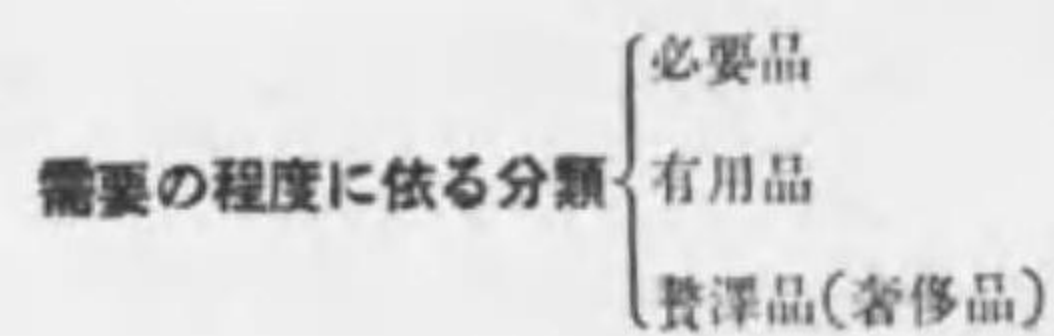 需要の程度に依る分類
必要品
有用品
贅澤品(奢侈品)